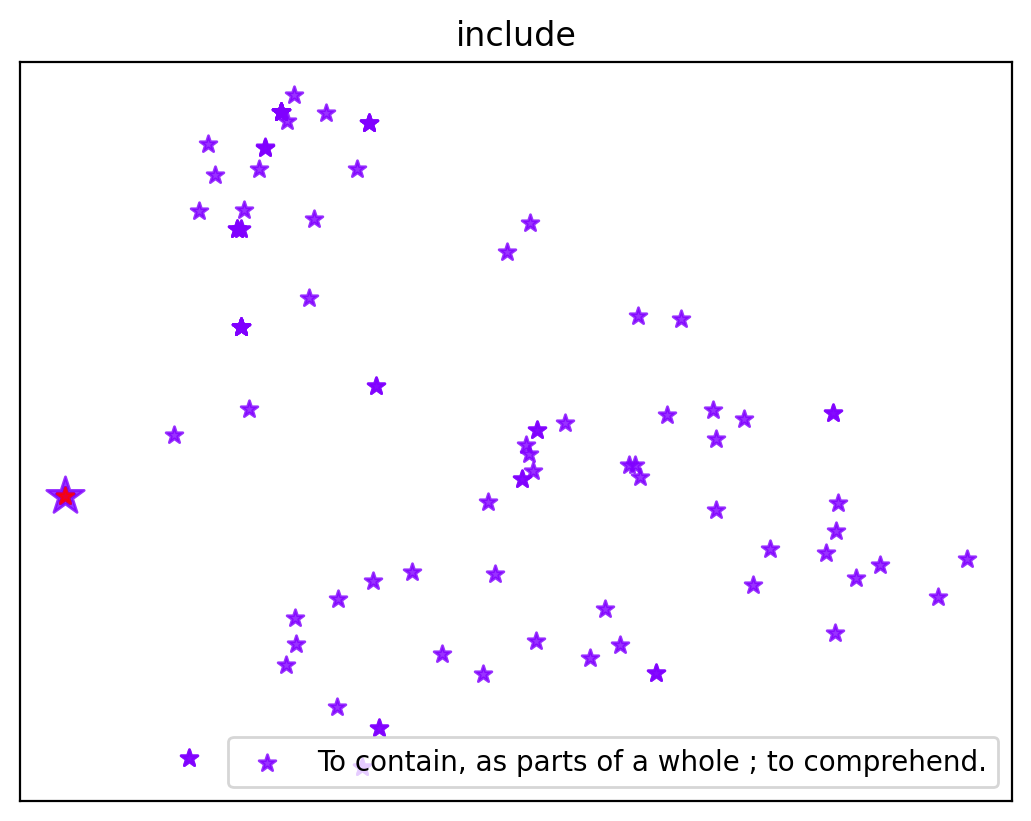 include
To contain, as parts of a whole ; to comprehend.